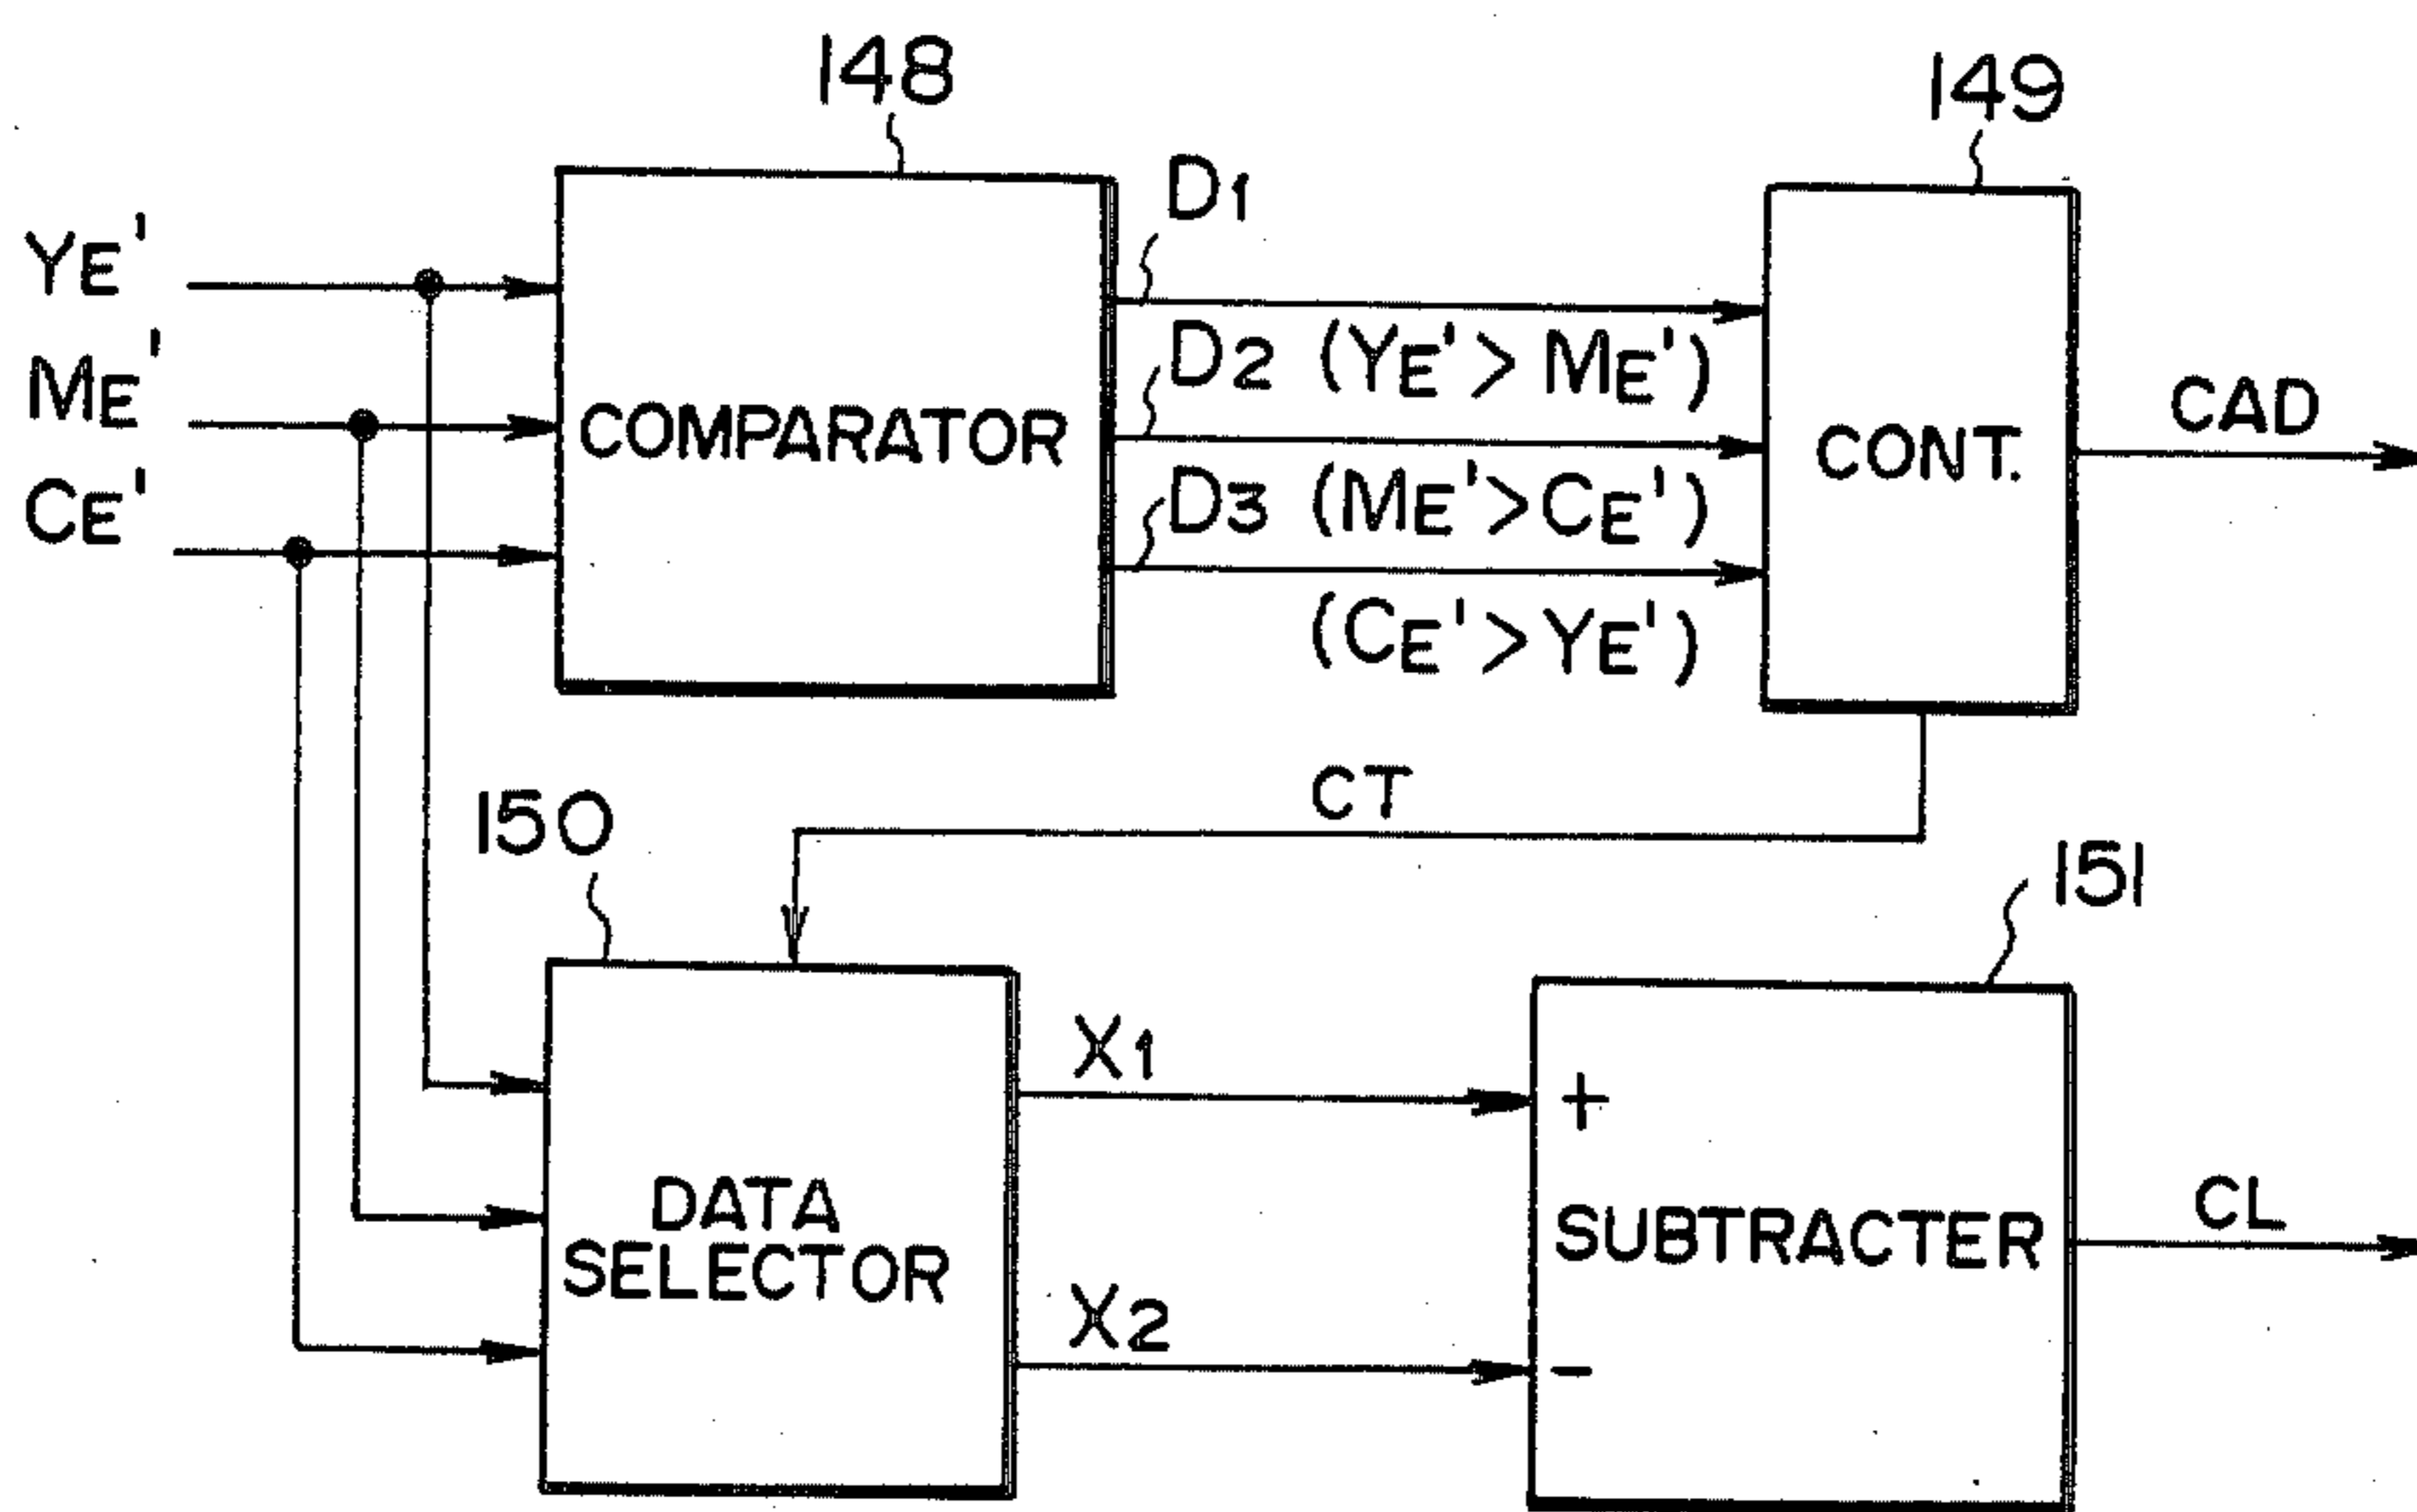 148
149
YE'
ME'
CE'
COMPARATOR
D1
(YE'> ME')
D2
(ME'>CE')
D3
(CE'>YE')
CONT.
CAD
CT
150
151
DATA
SELECTOR
X1
X2
+
-
SUBTRACTER
CL